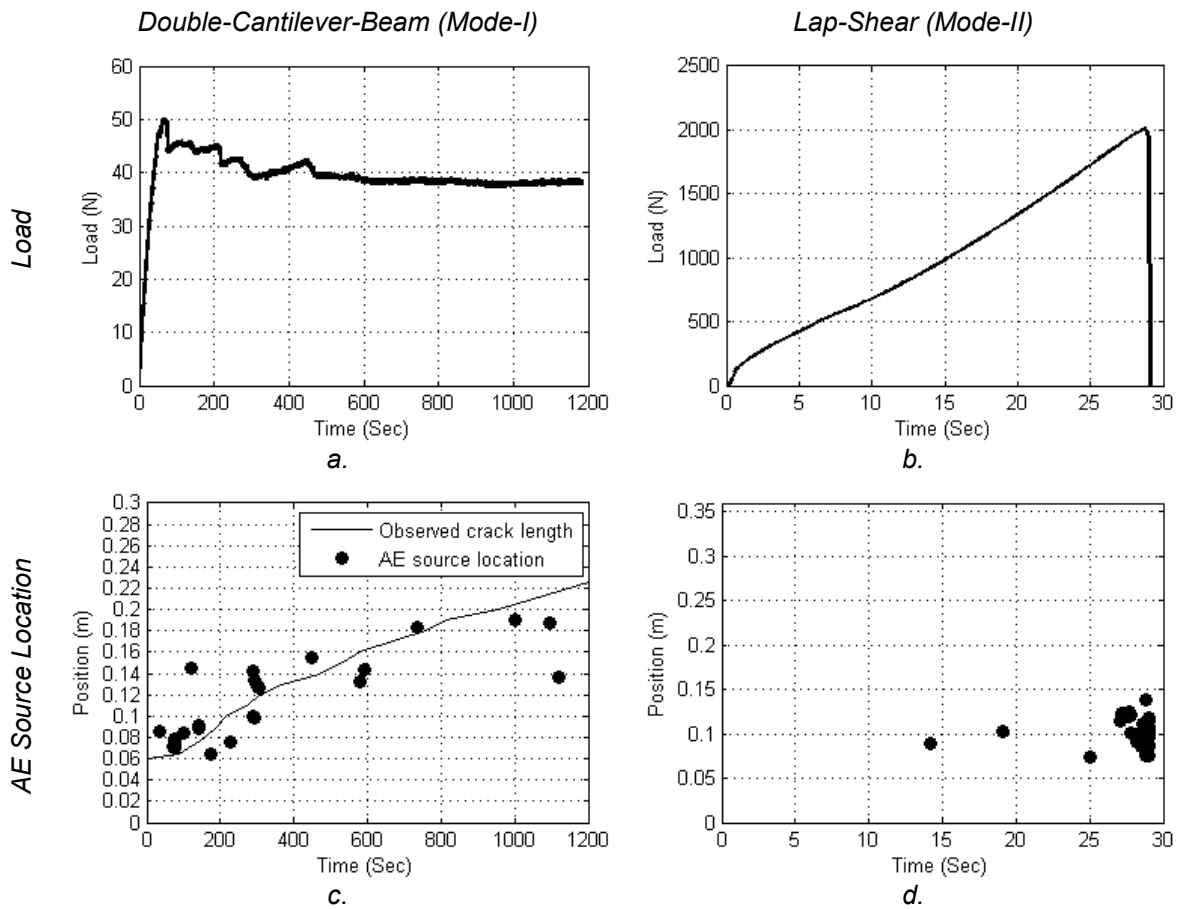 Double-Cantilever-Beam (Mode-I)
Lap-Shear (Mode-II)
Load
60
50
40
30
20
10
0
Load (N)
0 200 400 600 800 1000 1200
Time (Sec)
a.
2500
2000
1500
1000
500
0
Load (N)
0 5 10 15 20 25 30
Time (Sec)
b.
AE Source Location
0.3
0.28
0.26
0.24
0.22
0.2
0.18
0.16
0.14
0.12
0.1
0.08
0.06
0.04
0.02
0
Position (m)
Observed crack length
AE source location
0 200 400 600 800 1000 1200
Time (Sec)
c.
0.35
0.3
0.25
0.2
0.15
0.1
0.05
0
Position (m)
0 5 10 15 20 25 30
Time (Sec)
d.